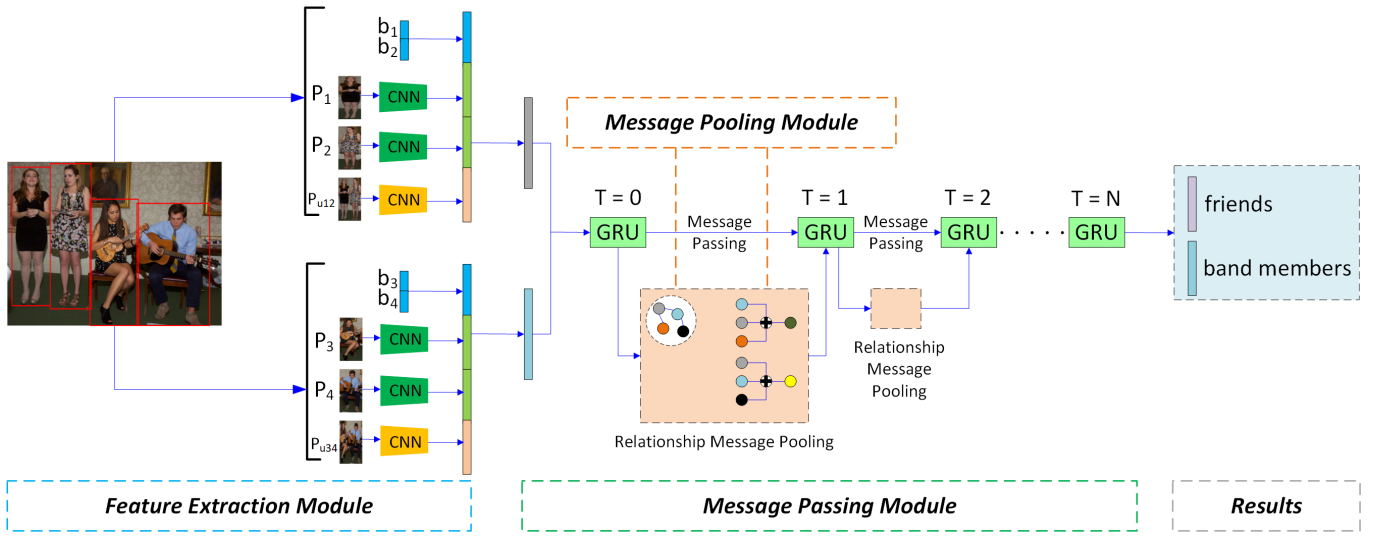 b1
b2
P1
CNN
P2
CNN
Pu12
CNN
b3
b4
P3
CNN
P4
CNN
Pu34
CNN
Message Pooling Module
T = 0
T = 1
T = 2
T = N
GRU
Message
Passing
GRU
Message
Passing
GRU
· · · · ·
GRU
Relationship Message Pooling
Relationship
Message
Pooling
friends
band members
Feature Extraction Module
Message Passing Module
Results